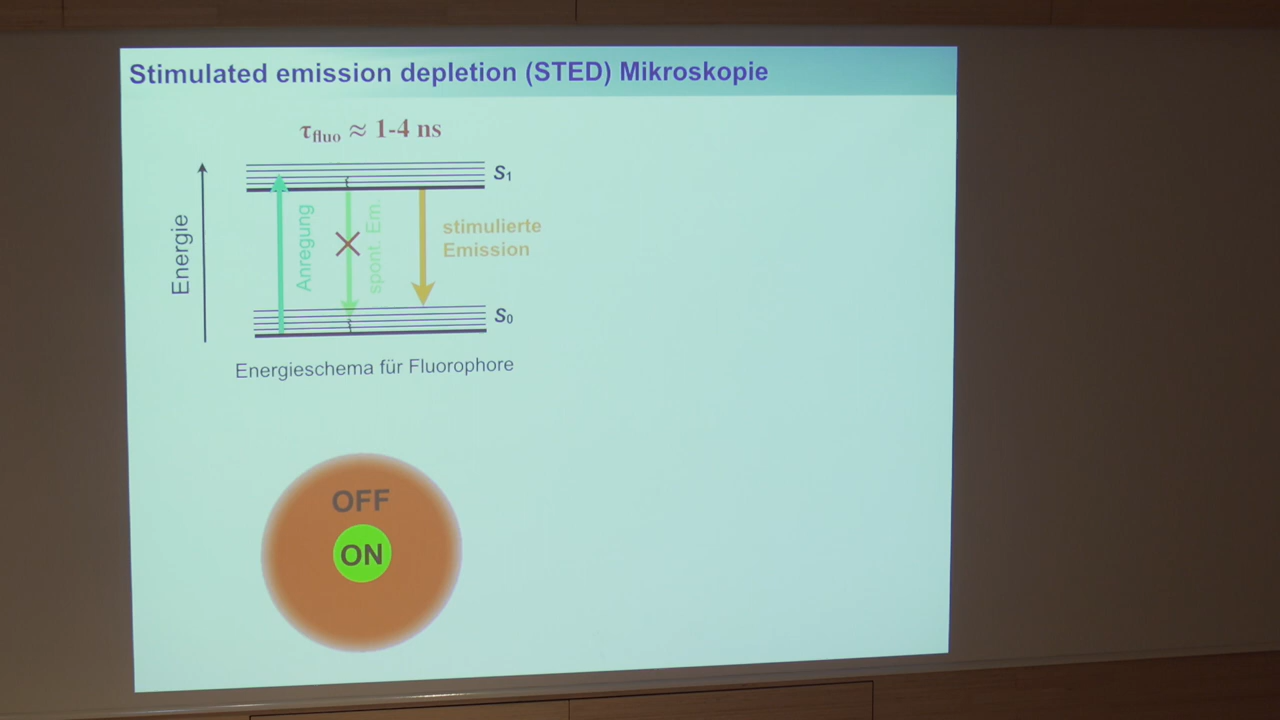 Stimulated emission depletion (STED) Mikroskopie
τfluo ≈ 1-4 ns
S1
Energie
Anregung
spont. Em.
stimulierte
Emission
S0
Energieschema für Fluorophore
OFF
ON